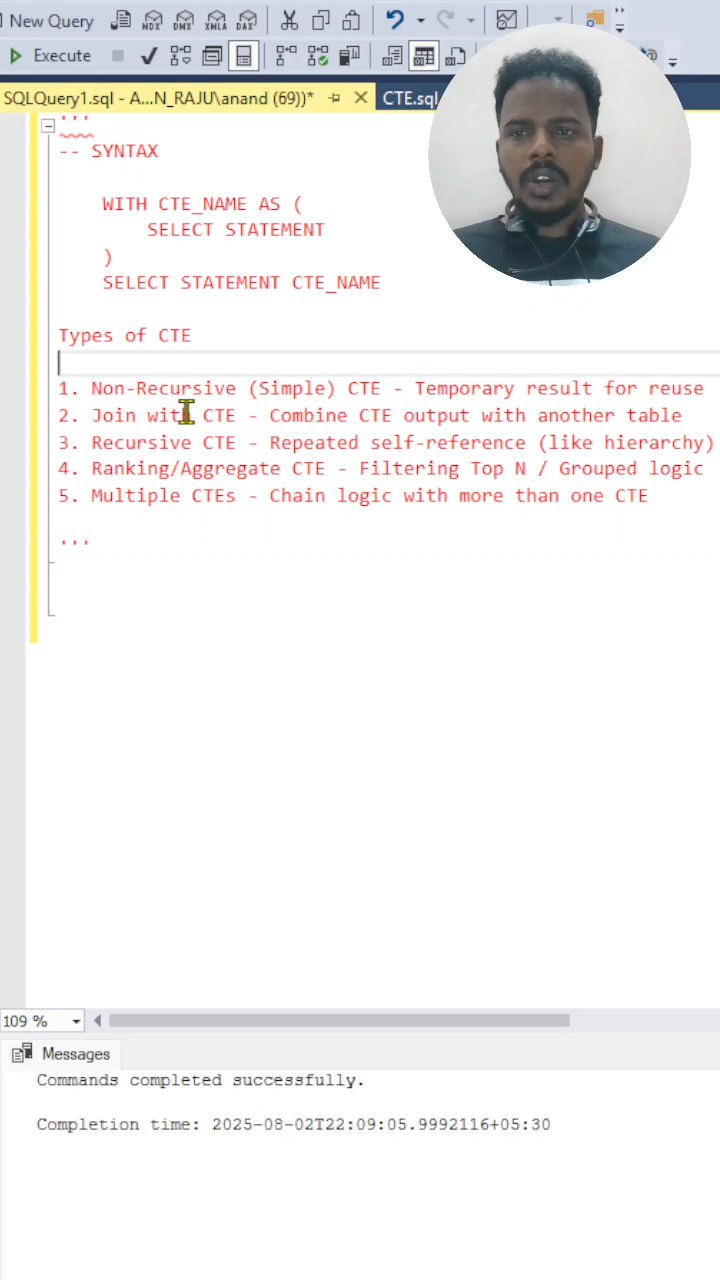 New Query
MDX DMX XMLA DAX
Execute
SQLQuery1.sql - A...N_RAJU\anand (69))* CTE.sql
'''
-- SYNTAX
WITH CTE_NAME AS (
SELECT STATEMENT
)
SELECT STATEMENT CTE_NAME
Types of CTE
1. Non-Recursive (Simple) CTE - Temporary result for reuse
2. Join with CTE - Combine CTE output with another table
3. Recursive CTE - Repeated self-reference (like hierarchy)
4. Ranking/Aggregate CTE - Filtering Top N / Grouped logic
5. Multiple CTEs - Chain logic with more than one CTE
...
109 %
Messages
Commands completed successfully.
Completion time: 2025-08-02T22:09:05.9992116+05:30